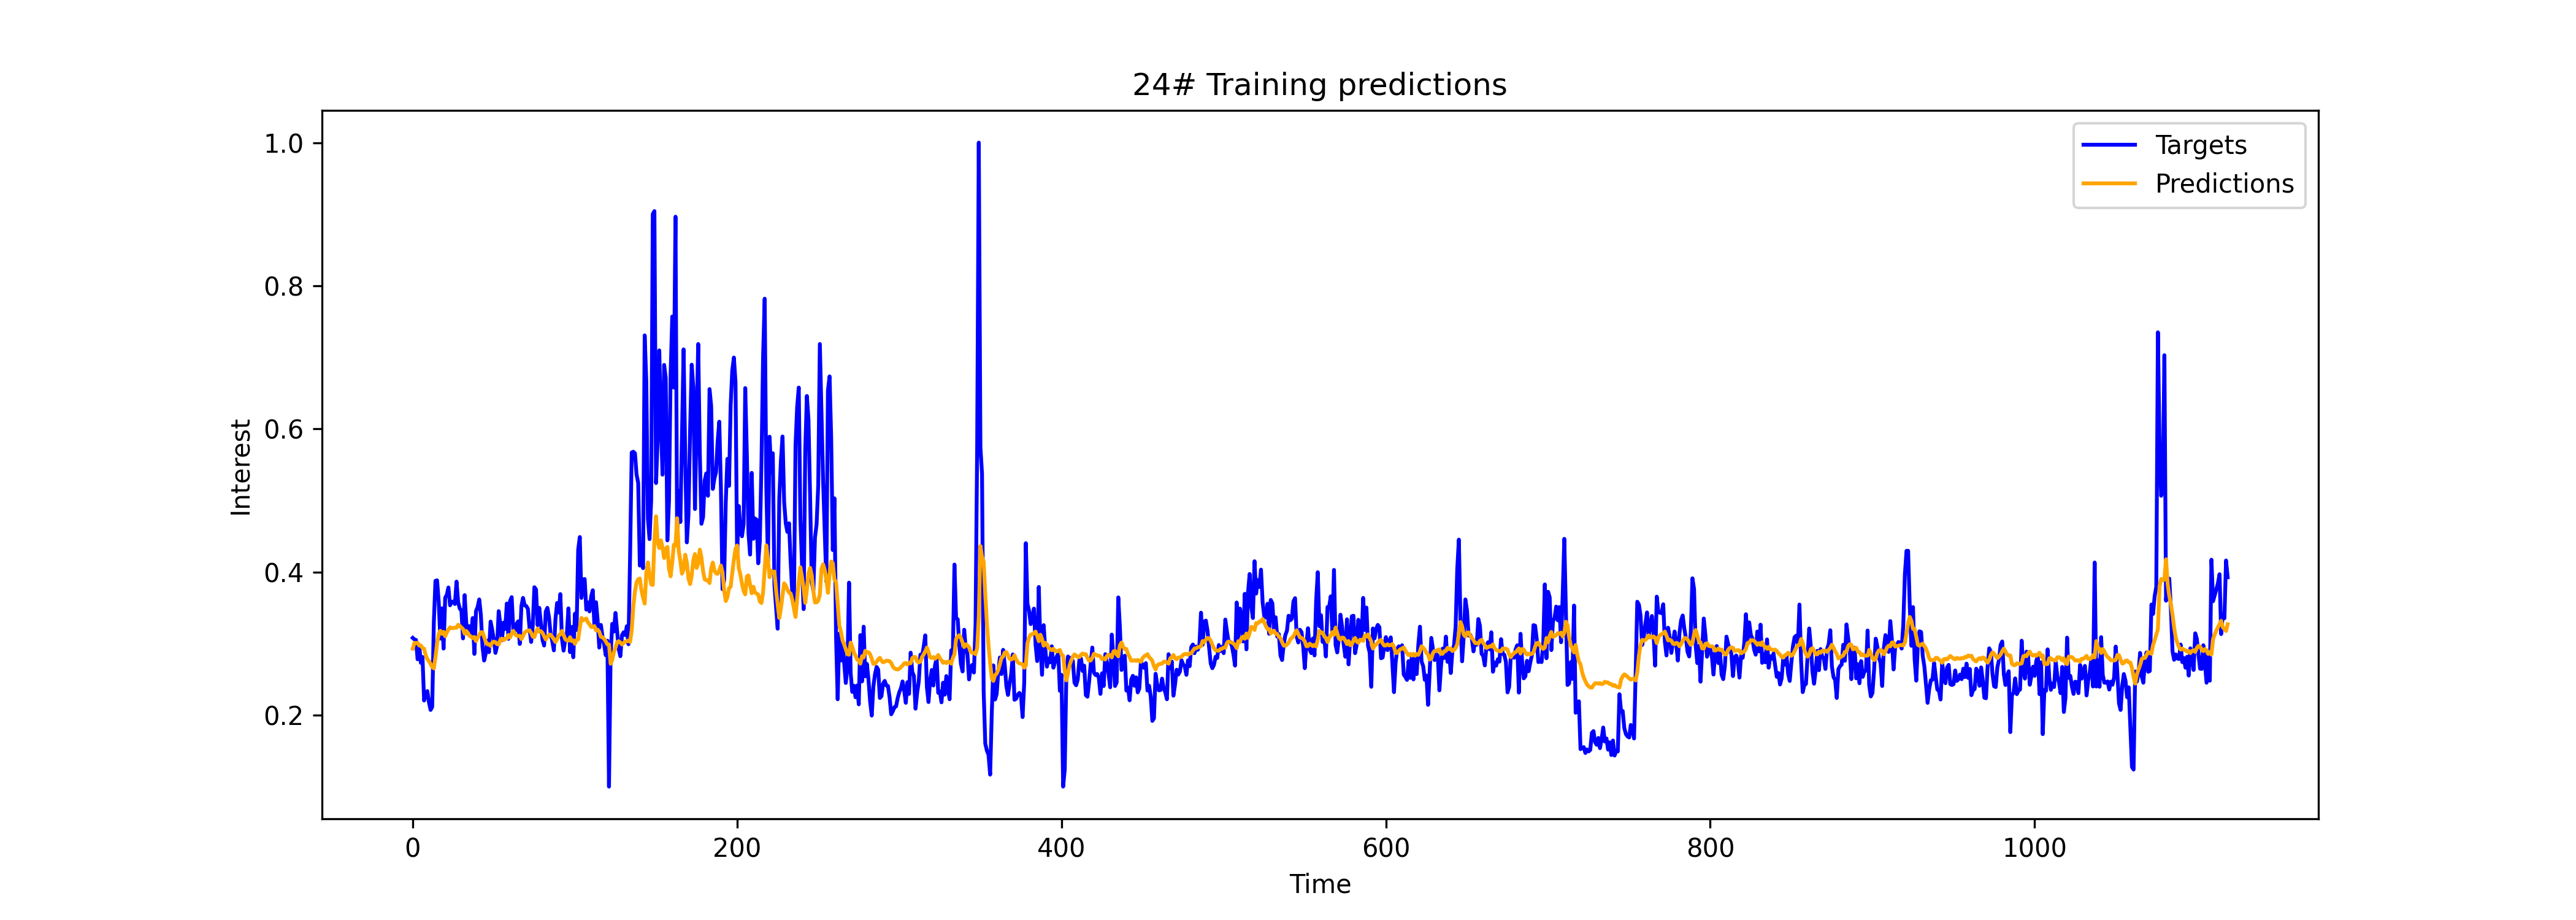 24# Training predictions
1.0
0.8
0.6
0.4
0.2
Interest
0 200 400 600 800 1000
Time
Targets
Predictions